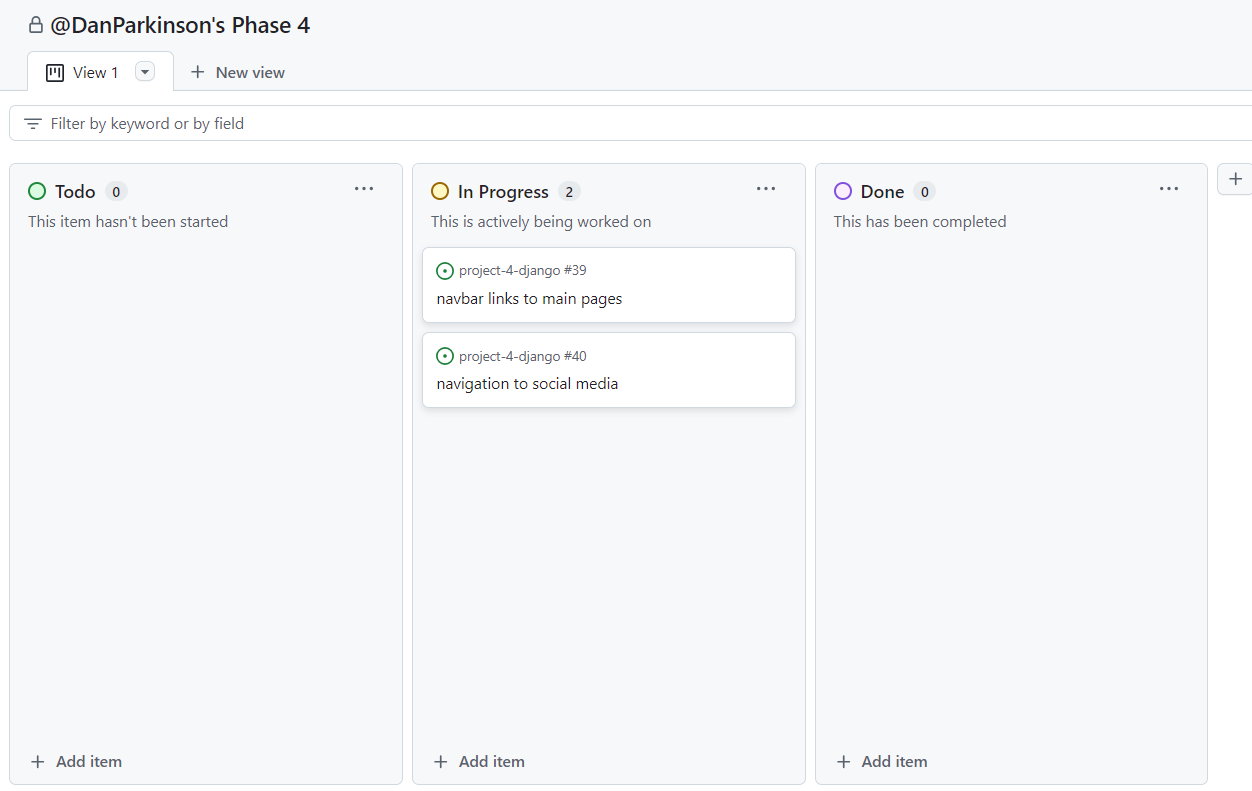 @DanParkinson's Phase 4
View 1
New view
Filter by keyword or by field
Todo 0
This item hasn't been started
Add item
In Progress 2
This is actively being worked on
project-4-django #39
navbar links to main pages
project-4-django #40
navigation to social media
Add item
Done 0
This has been completed
Add item